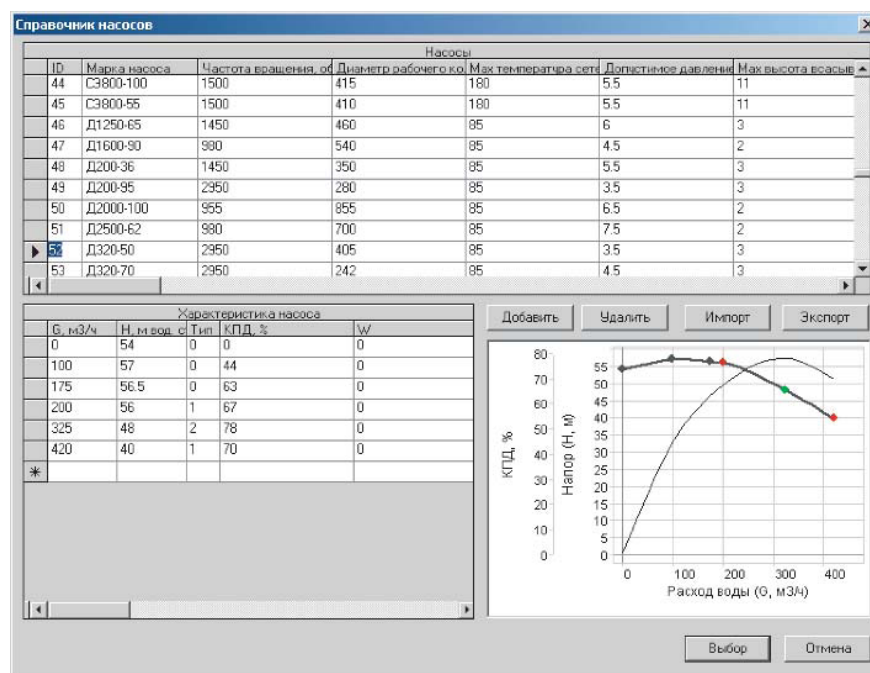 Справочник насосов
Насосы
ID Марка насоса Частота вращения, об Диаметр рабочего ко Max температура сете Допустимое давление Max высота всасыв
44 СЭ800-100 1500 415 180 5.5 11
45 СЭ800-55 1500 410 180 5.5 11
46 Д1250-65 1450 460 85 6 3
47 Д1600-90 980 540 85 4.5 2
48 Д200-36 1450 350 85 5.5 3
49 Д200-95 2950 280 85 3.5 3
50 Д2000-100 955 855 85 6.5 2
51 Д2500-62 980 700 85 7.5 2
52 Д320-50 2950 405 85 3.5 3
53 Д320-70 2950 242 85 4.5 3
Характеристика насоса
G, м3/ч H, м вод. с Тип КПД, % W
0 54 0 0 0
100 57 0 44 0
175 56.5 0 63 0
200 56 1 67 0
325 48 2 78 0
420 40 1 70 0
Добавить Удалить Импорт Экспорт
КПД, %
80
70
60
50
40
30
20
10
0
Напор (H, м)
55
50
45
40
35
30
25
20
15
10
5
0
0 100 200 300 400
Расход воды (G, м3/ч)
Выбор Отмена